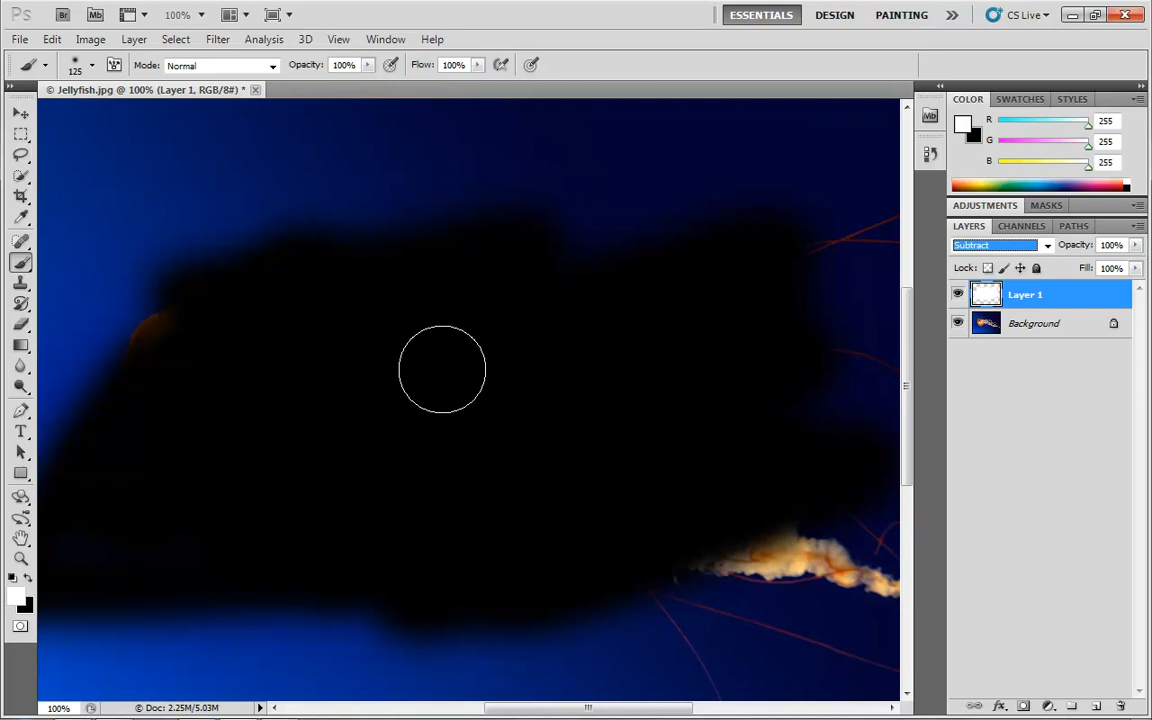 Ps Br Mb 100% ESSENTIALS DESIGN PAINTING CS Live
File Edit Image Layer Select Filter Analysis 3D View Window Help
125 Mode: Normal Opacity: 100% Flow: 100%
© Jellyfish.jpg @ 100% (Layer 1, RGB/8#) *
COLOR SWATCHES STYLES
Mb
R 255
G 255
B 255
ADJUSTMENTS MASKS
LAYERS CHANNELS PATHS
Subtract Opacity: 100%
Lock: Fill: 100%
Layer 1
Background
T
fx
100% © Doc: 2.25M/5.03M